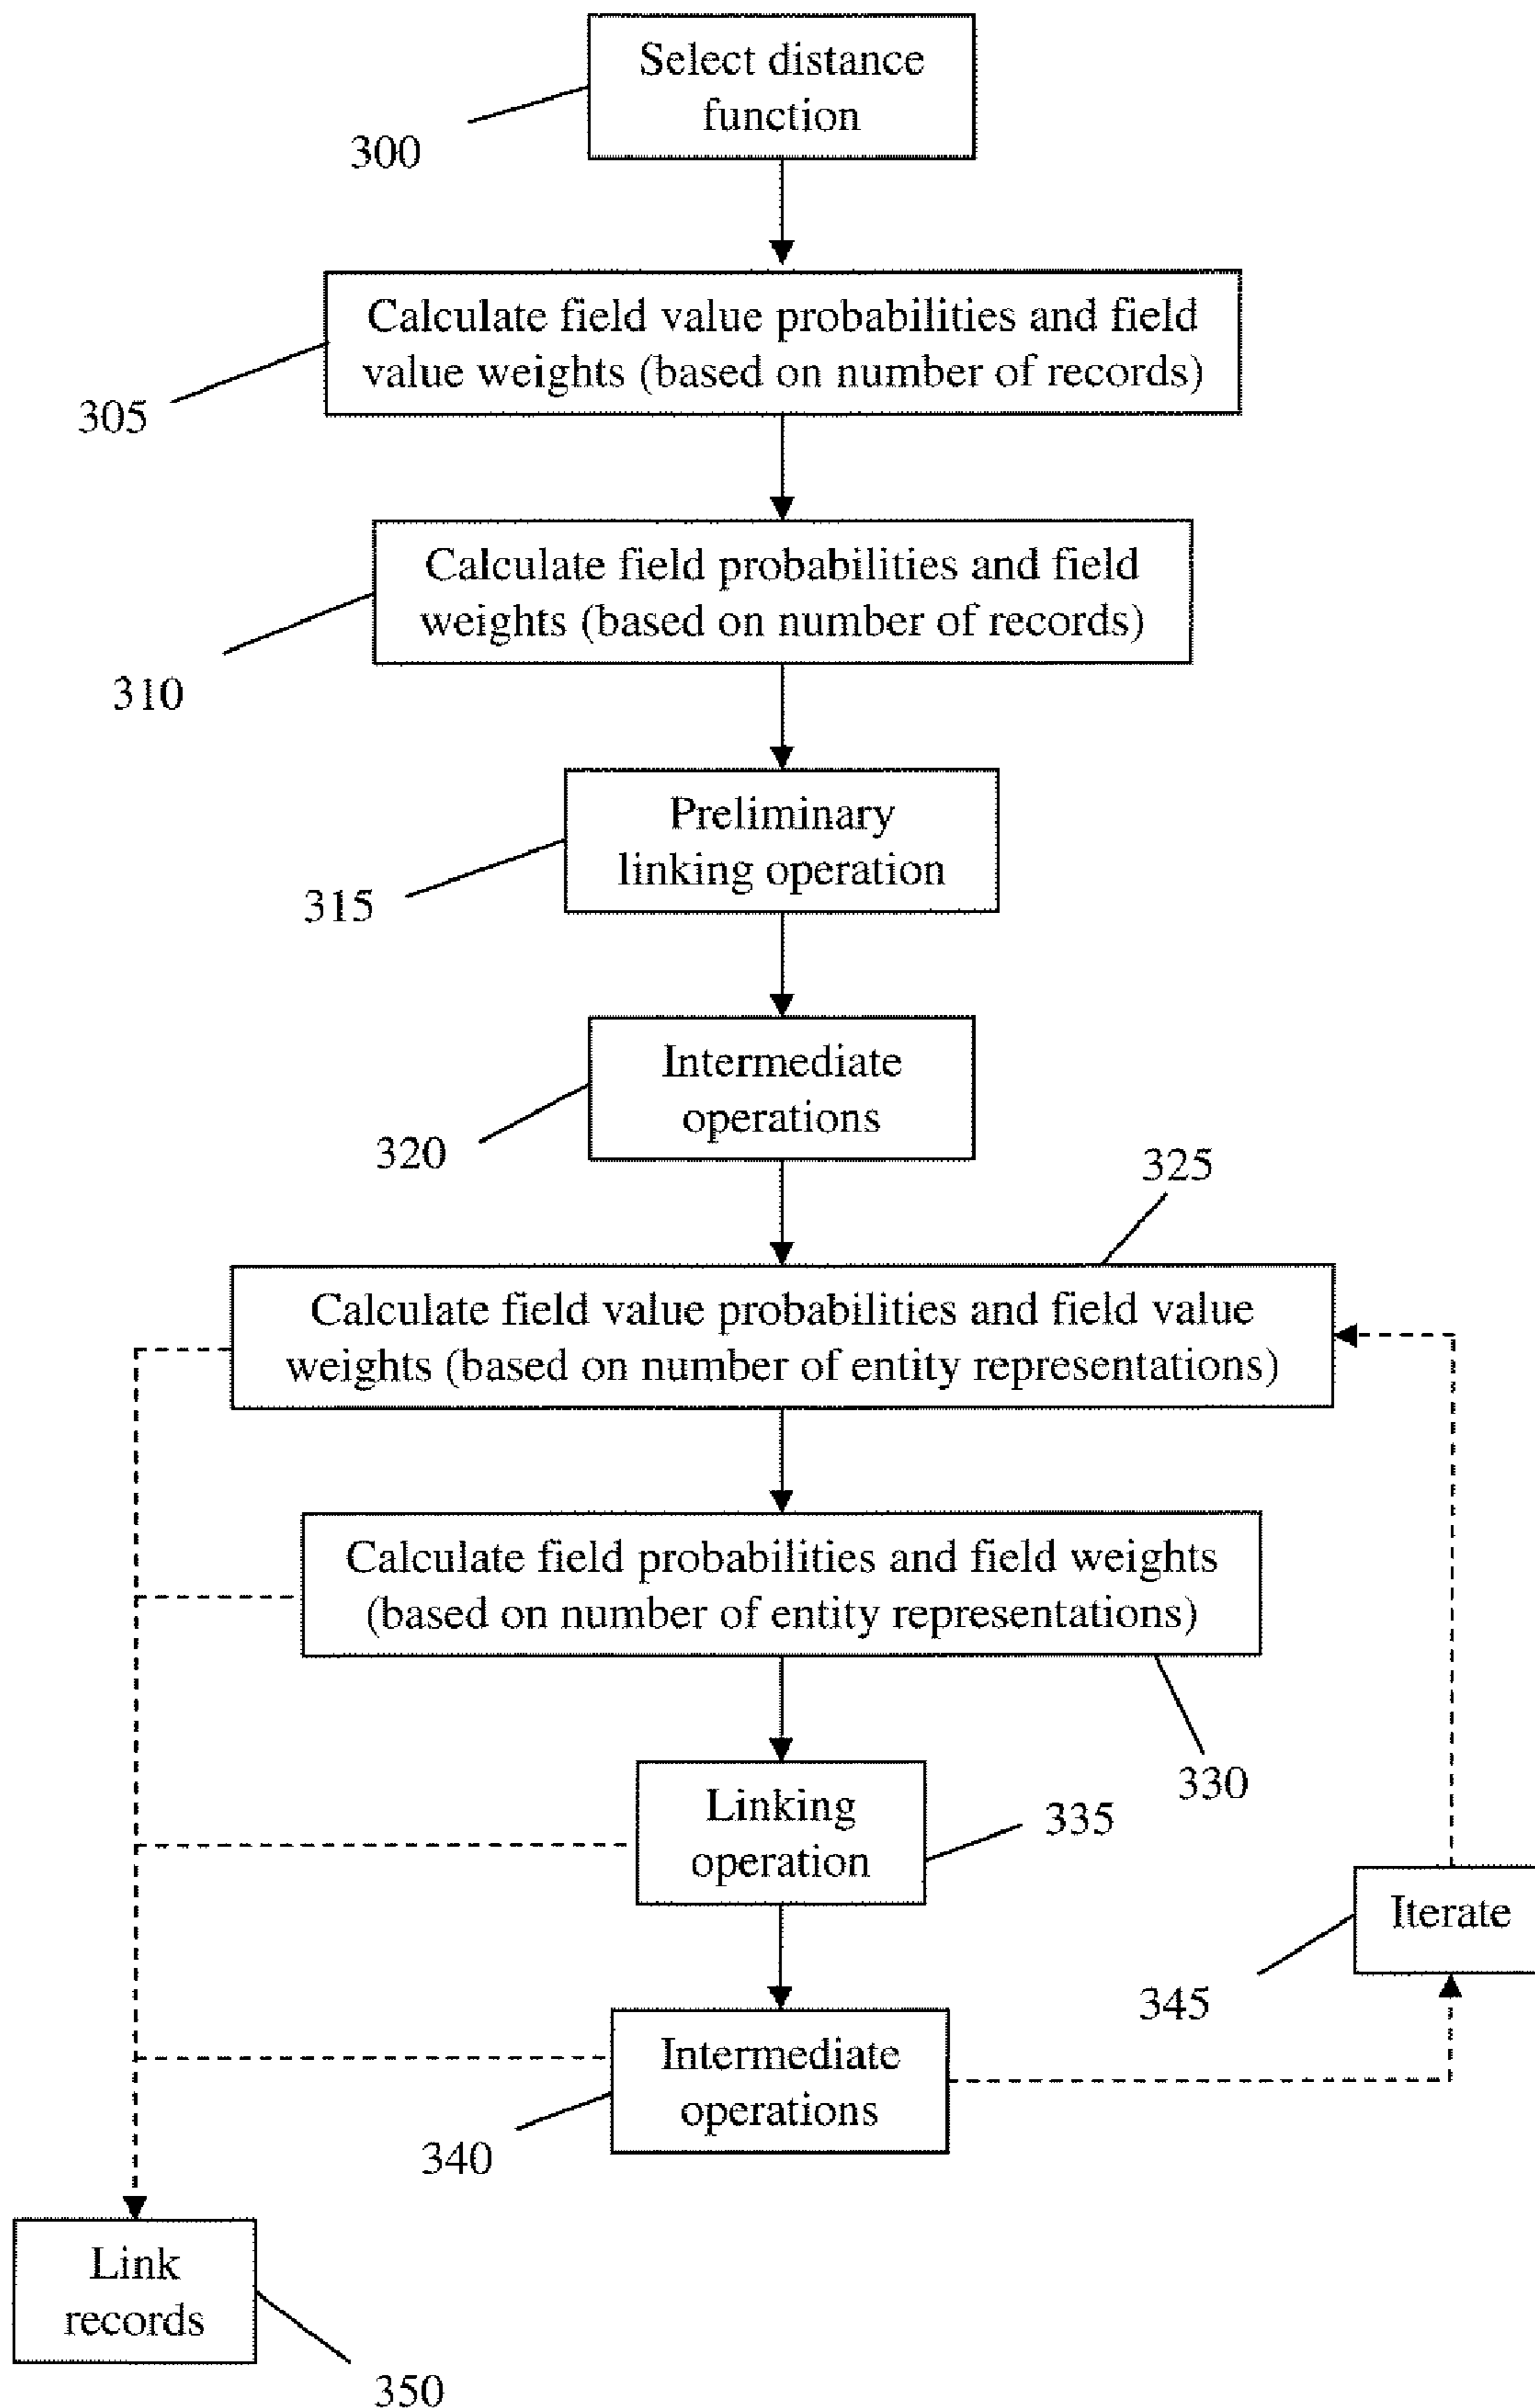 Select distance
function
300
Calculate field value probabilities and field
value weights (based on number of records)
305
Calculate field probabilities and field
weights (based on number of records)
310
Preliminary
linking operation
315
Intermediate
operations
320
325
Calculate field value probabilities and field value
weights (based on number of entity representations)
Calculate field probabilities and field weights
(based on number of entity representations)
330
Linking
operation
335
Iterate
345
Intermediate
operations
340
Link
records
350